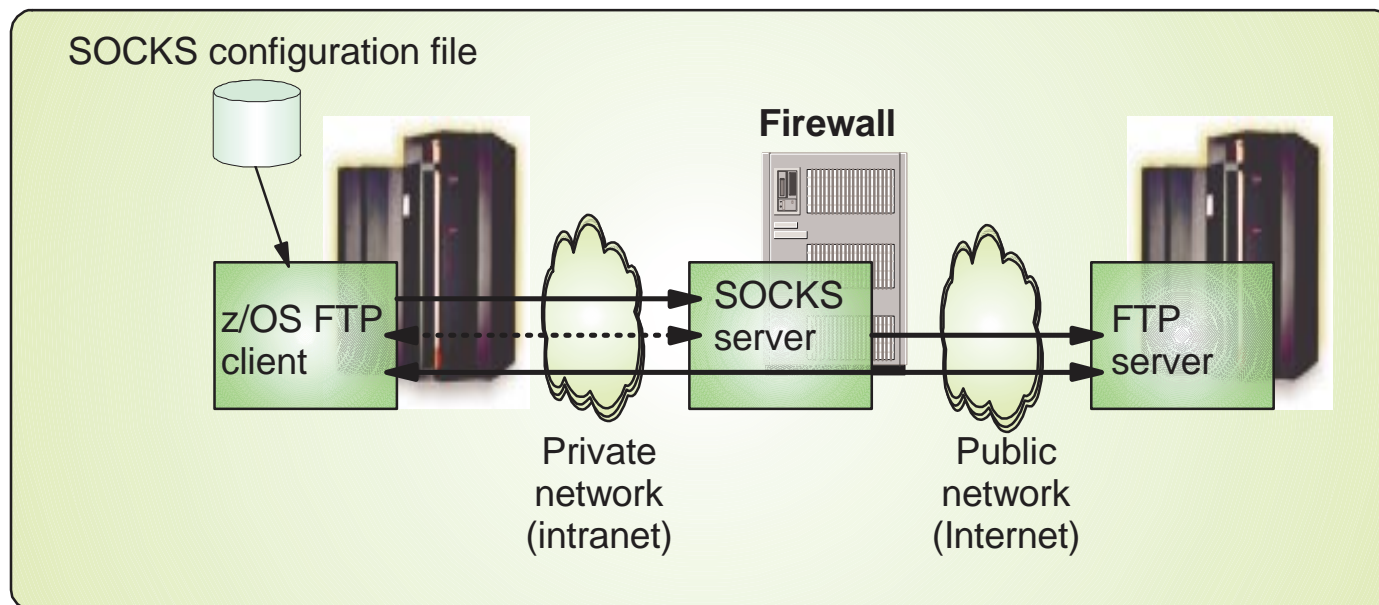 SOCKS configuration file
Firewall
z/OS FTP
client
SOCKS
server
FTP
server
Private
network
(intranet)
Public
network
(Internet)